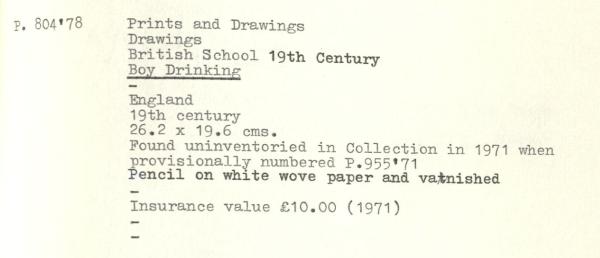 P. 804'78 Prints and Drawings
Drawings
British School 19th Century
Boy Drinking
-
England
19th century
26.2 x 19.6 cms.
Found uninventoried in Collection in 1971 when
provisionally numbered P.955'71
Pencil on white wove paper and vatnished
-
Insurance value £10.00 (1971)
-
-